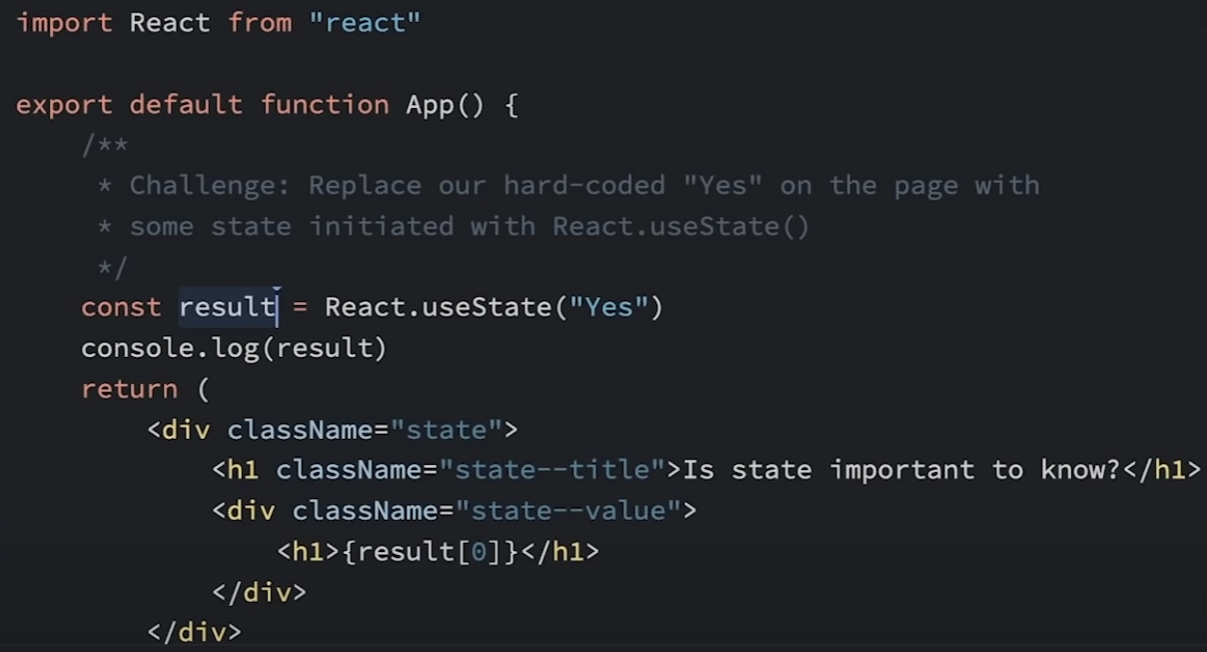 import React from "react"
export default function App() {
/**
* Challenge: Replace our hard-coded "Yes" on the page with
* some state initiated with React.useState()
*/
const result = React.useState("Yes")
console.log(result)
return (
<div className="state">
<h1 className="state--title">Is state important to know?</h1>
<div className="state--value">
<h1>{result[0]}</h1>
</div>
</div>